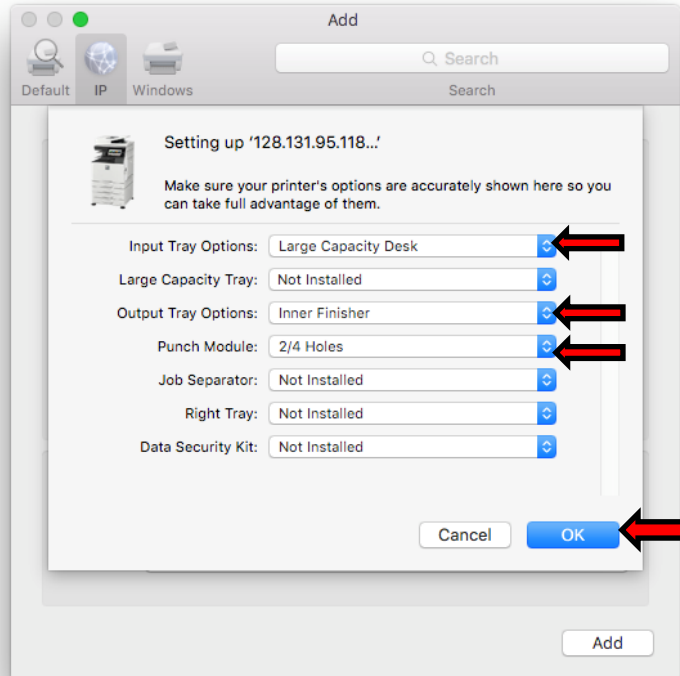 Add
Search
Default IP Windows Search
Setting up ‘128.131.95.118...’
Make sure your printer's options are accurately shown here so you
can take full advantage of them.
Input Tray Options: Large Capacity Desk
Large Capacity Tray: Not Installed
Output Tray Options: Inner Finisher
Punch Module: 2/4 Holes
Job Separator: Not Installed
Right Tray: Not Installed
Data Security Kit: Not Installed
Cancel OK
Add